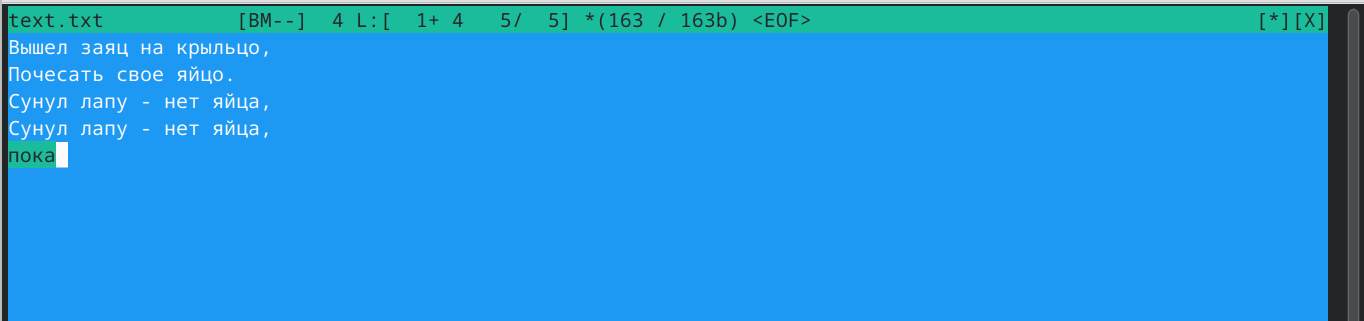 text.txt [BM--] 4 L:[ 1+ 4 5/ 5] *(163 / 163b) <EOF> [*][X]
Вышел заяц на крыльцо,
Почесать свое яйцо.
Сунул лапу - нет яйца,
Сунул лапу - нет яйца,
пока